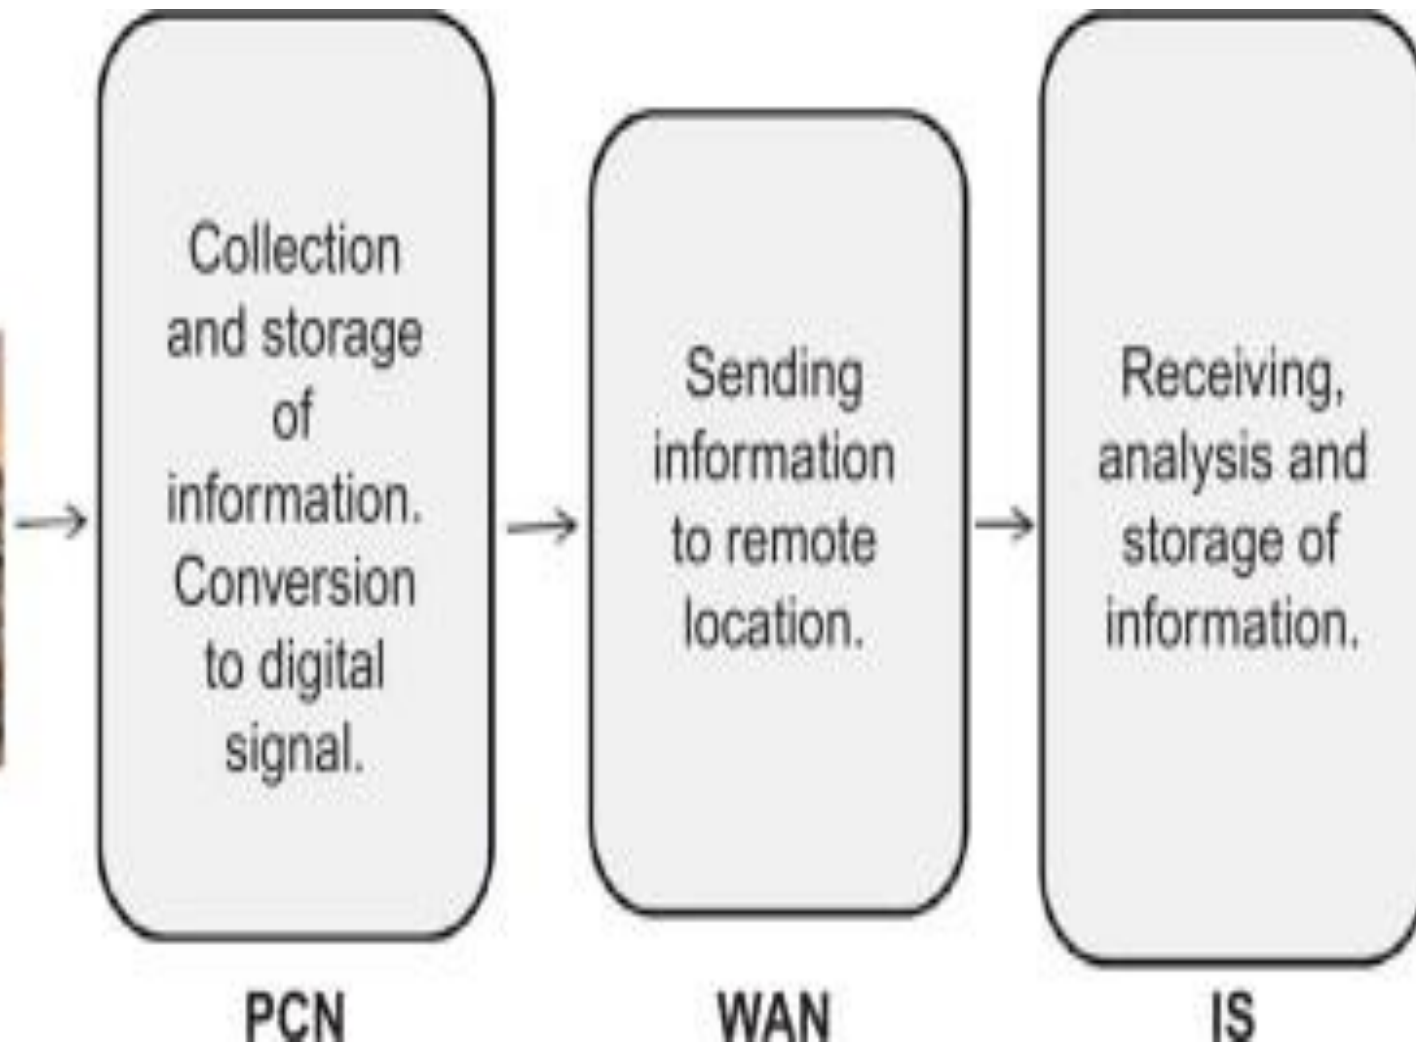 Collection
and storage
of
information.
Conversion
to digital
signal.
PCN
Sending
information
to remote
location.
WAN
Receiving,
analysis and
storage of
information.
IS